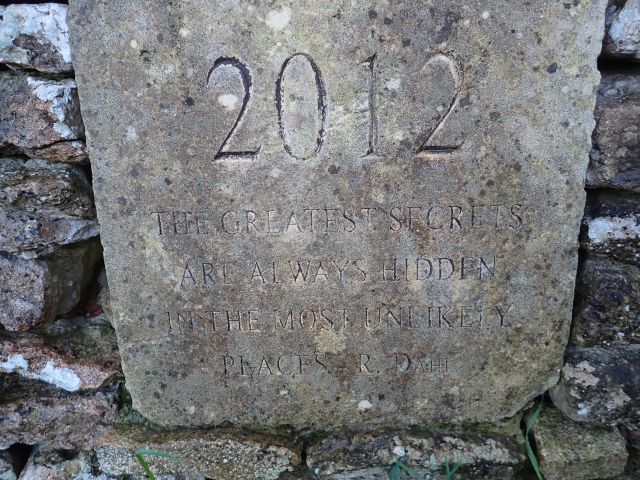 2012
THE GREATEST SECRETS
ARE ALWAYS HIDDEN
IN THE MOST UNLIKELY
PLACES R. DAHL